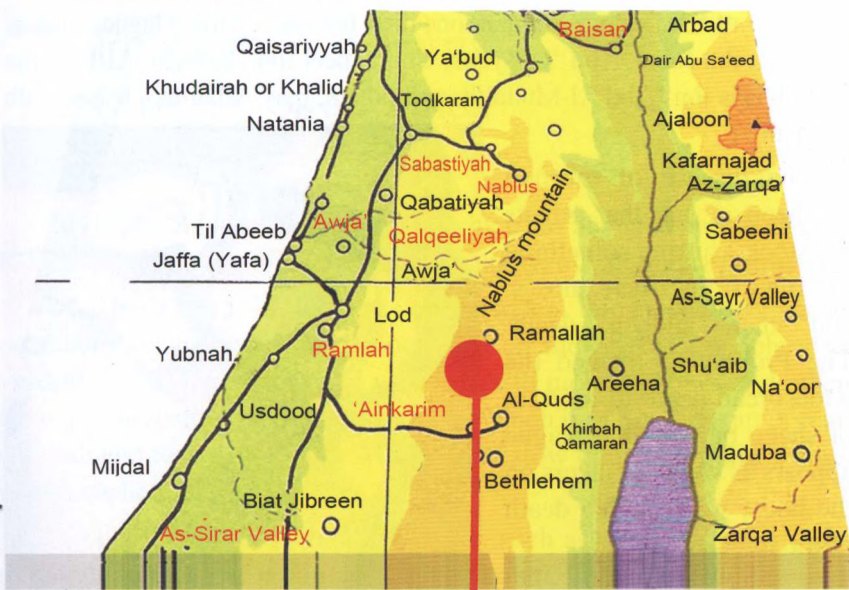 Baisan
Arbad
Qaisariyyah
Ya‘bud
Dair Abu Sa‘eed
Khudairah or Khalid
Toolkaram
Natania
Ajaloon
Sabastiyah
Kafarnajad
Nablus
Az-Zarqa’
Qabatiyah
Nablus mountain
Til Abeeb
Awja’
Qalqeeliyah
Sabeehi
Jaffa (Yafa)
Awja’
As-Sayr Valley
Lod
Ramallah
Yubnah
Ramlah
Shu‘aib
Areeha
Na‘oor
Usdood
‘Ainkarim
Al-Quds
Khirbah
Qamaran
Mijdal
Maduba
Bethlehem
Biat Jibreen
As-Sirar Valley
Zarqa’ Valley